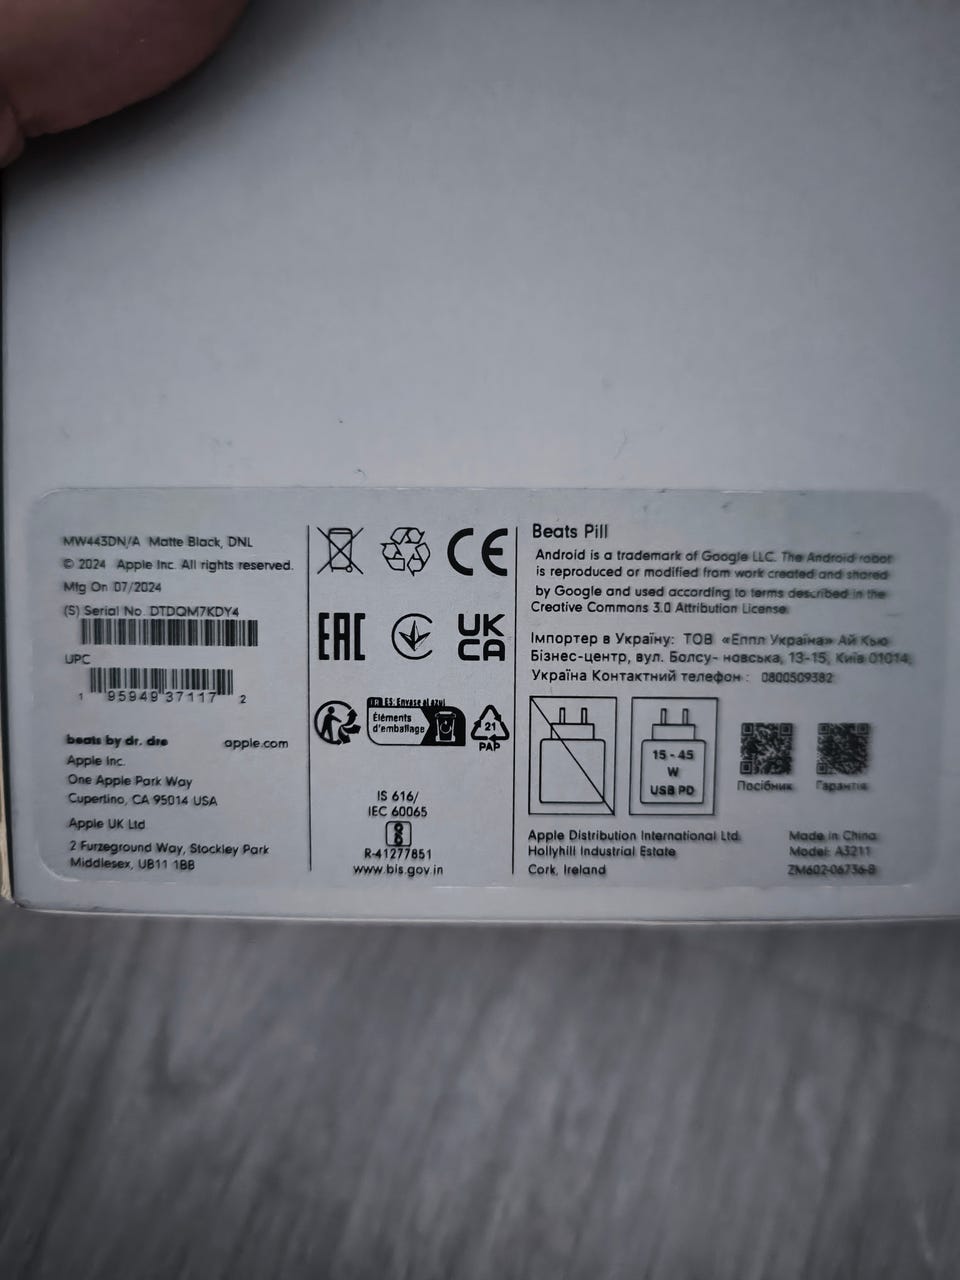 MW443DN/A Matte Black, DNL
© 2024 Apple Inc. All rights reserved.
Mfg On 07/2024
(S) Serial No. DTDQM7KDY4
UPC
1 95949 37117 2
beats by dr. dre apple.com
Apple Inc.
One Apple Park Way
Cupertino, CA 95014 USA
Apple UK Ltd
2 Furzeground Way, Stockley Park
Middlesex, UB11 1BB
CE
EAC
UK
CA
ES: Envase al azul
Éléments
d'emballage
21
PAP
IS 616/
IEC 60065
R-41277851
www.bis.gov.in
Beats Pill
Android is a trademark of Google LLC. The Android robot
is reproduced or modified from work created and shared
by Google and used according to terms described in the
Creative Commons 3.0 Attribution License.
Імпортер в Україну: ТОВ «Еппл Україна» Ай Кью
Бізнес-центр, вул. Болсу- новська, 13-15, Київ 01014,
Україна Контактний телефон : 0800509382
15 - 45
W
USB PD
Посібник
Гарантія
Apple Distribution International Ltd.
Hollyhill Industrial Estate
Cork, Ireland
Made in China
Model: A3211
ZM602-06736-B